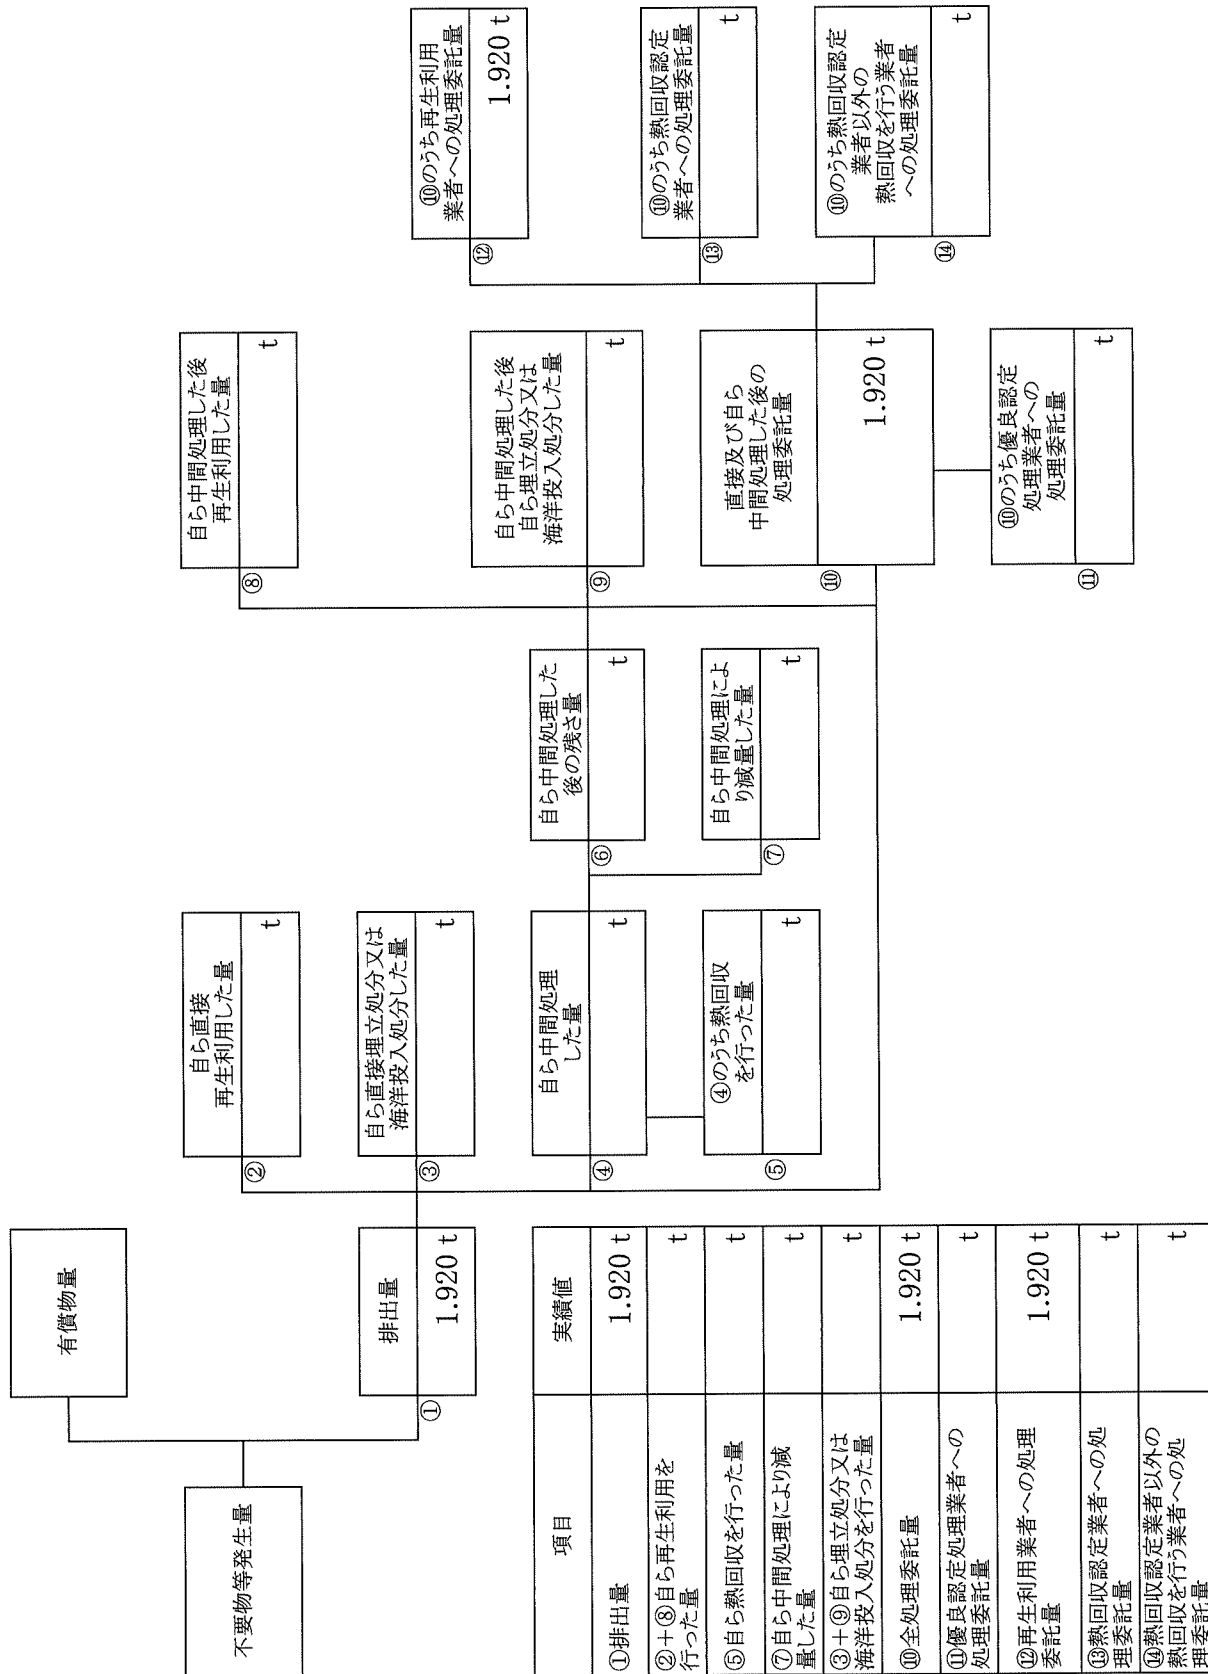 不要物等発生量
有償物量
①
排出量
1.920 t
②
自ら直接
再生利用した量
t
③
自ら直接埋立処分又は
海洋投入処分した量
t
④
自ら中間処理
した量
t
⑤
④のうち熱回収
を行った量
t
⑥
自ら中間処理した
後の残さ量
t
⑦
自ら中間処理によ
り減量した量
t
⑧
自ら中間処理した後
再生利用した量
t
⑨
自ら中間処理した後
自ら埋立処分又は
海洋投入処分した量
t
⑩
直接及び自ら
中間処理した後の
処理委託量
1.920 t
⑪
⑩のうち優良認定
処理業者への
処理委託量
t
⑫
⑩のうち再生利用
業者への処理委託量
1.920 t
⑬
⑩のうち熱回収認定
業者への処理委託量
t
⑭
⑩のうち熱回収認定
業者以外の
熱回収を行う業者
への処理委託量
t
項目 実績値
①排出量 1.920 t
②+⑧自ら再生利用を
行った量 t
⑤自ら熱回収を行った量 t
⑦自ら中間処理により減
量した量 t
③+⑨自ら埋立処分又は
海洋投入処分を行った量 t
⑩全処理委託量 1.920 t
⑪優良認定処理業者への
処理委託量 t
⑫再生利用業者への処理
委託量 1.920 t
⑬熱回収認定業者への処
理委託量 t
⑭熱回収認定業者以外の
熱回収を行う業者への処
理委託量 t